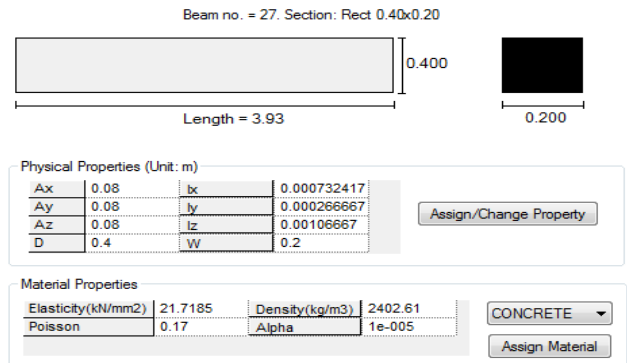 Beam no. = 27. Section: Rect 0.40x0.20
0.400
Length = 3.93
0.200
Physical Properties (Unit: m)
Ax 0.08 Ix 0.000732417
Ay 0.08 Iy 0.000266667
Az 0.08 Iz 0.00106667
D 0.4 W 0.2
Assign/Change Property
Material Properties
Elasticity(kN/mm2) 21.7185 Density(kg/m3) 2402.61
Poisson 0.17 Alpha 1e-005
CONCRETE
Assign Material